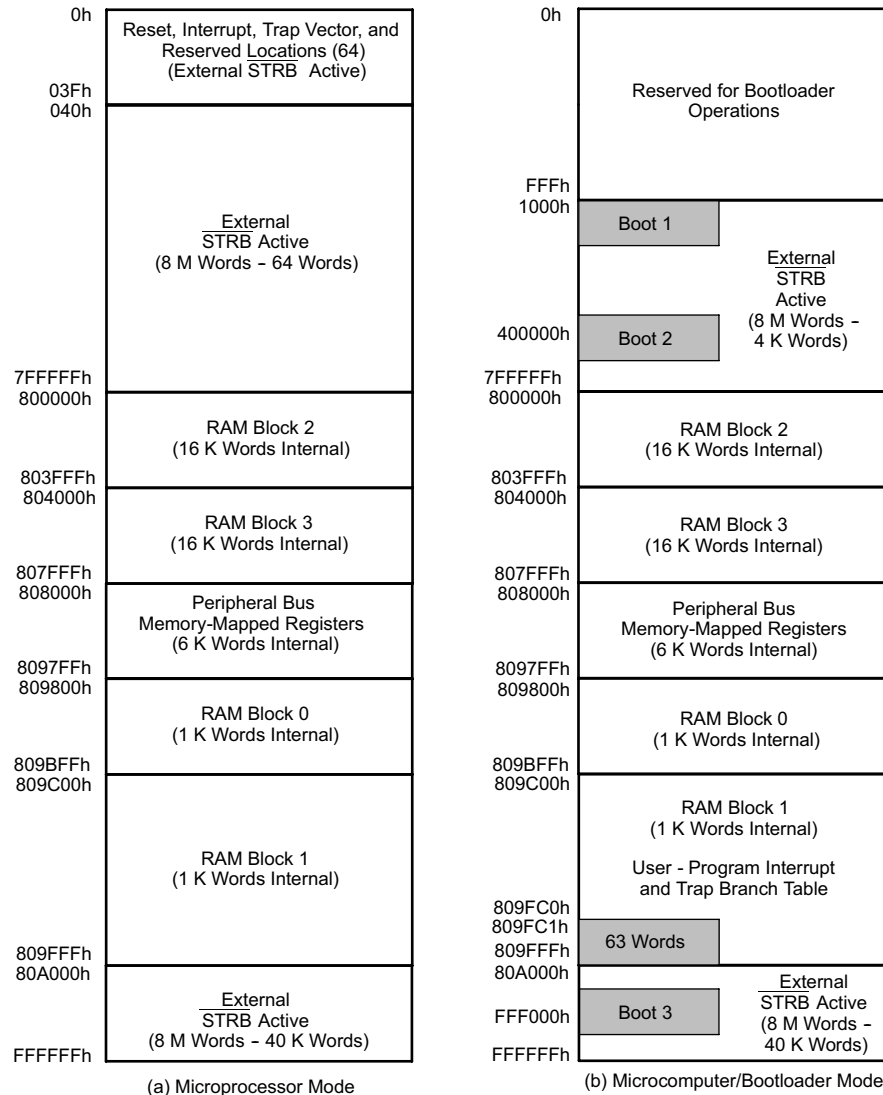 0h
Reset, Interrupt, Trap Vector, and
Reserved Locations (64)
(External STRB Active)
03Fh
040h
External
STRB Active
(8 M Words – 64 Words)
7FFFFFh
800000h
RAM Block 2
(16 K Words Internal)
803FFFh
804000h
RAM Block 3
(16 K Words Internal)
807FFFh
808000h
Peripheral Bus
Memory-Mapped Registers
(6 K Words Internal)
8097FFh
809800h
RAM Block 0
(1 K Words Internal)
809BFFh
809C00h
RAM Block 1
(1 K Words Internal)
809FFFh
80A000h
External
STRB Active
(8 M Words – 40 K Words)
FFFFFFh
(a) Microprocessor Mode
0h
Reserved for Bootloader
Operations
FFFh
1000h
Boot 1
External
STRB
Active
(8 M Words –
4 K Words)
400000h
Boot 2
7FFFFFh
800000h
RAM Block 2
(16 K Words Internal)
803FFFh
804000h
RAM Block 3
(16 K Words Internal)
807FFFh
808000h
Peripheral Bus
Memory-Mapped Registers
(6 K Words Internal)
8097FFh
809800h
RAM Block 0
(1 K Words Internal)
809BFFh
809C00h
RAM Block 1
(1 K Words Internal)
User - Program Interrupt
and Trap Branch Table
809FC0h
809FC1h
63 Words
809FFFh
80A000h
External
STRB Active
(8 M Words –
40 K Words)
FFF000h
Boot 3
FFFFFFh
(b) Microcomputer/Bootloader Mode